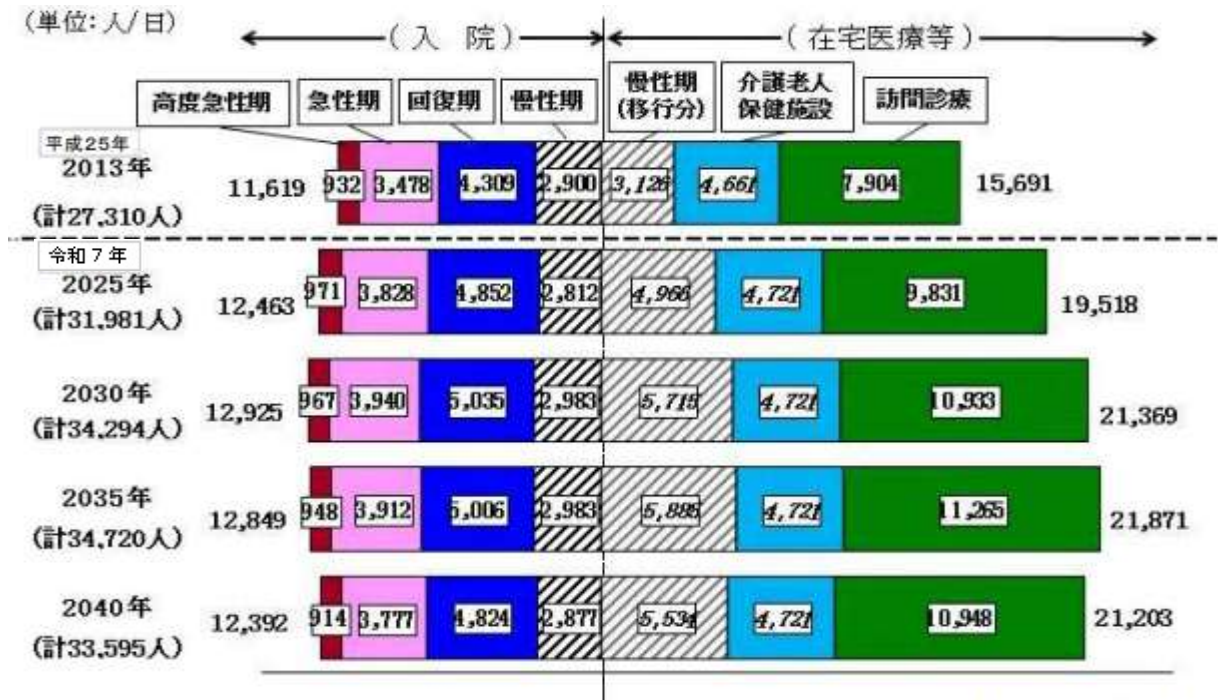 (単位: 人/日)
(入 院) (在宅医療等)
高度急性期 急性期 回復期 慢性期 慢性期 介護老人 訪問診療
(移行分) 保健施設
平成25年
2013年
11,619 932 3,478 4,309 2,900 3,126 4,661 7,904 15,691
(計27,310人)
令和7年
2025年
12,463 971 3,828 4,852 2,812 4,966 4,721 9,831 19,518
(計31,981人)
2030年
12,925 967 3,940 5,035 2,983 5,715 4,721 10,933 21,369
(計34,294人)
2035年
12,849 948 3,912 5,006 2,983 5,885 4,721 11,265 21,871
(計34,720人)
2040年
12,392 914 3,777 4,824 2,877 5,534 4,721 10,948 21,203
(計33,595人)